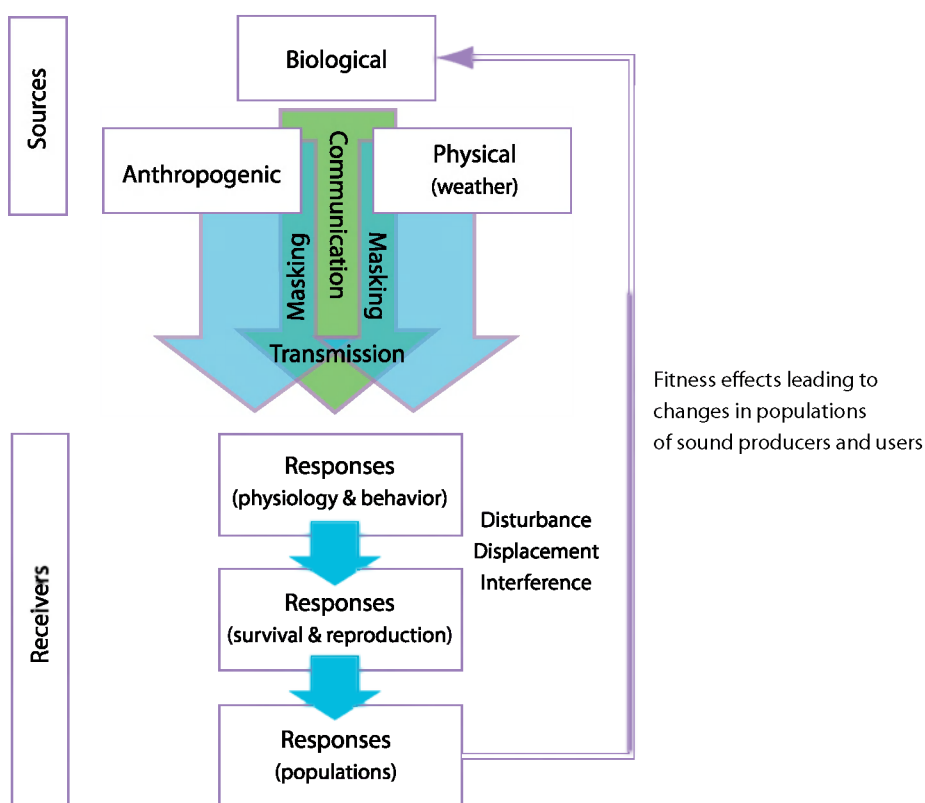 Sources
Biological
Anthropogenic
Communication
Physical
(weather)
Masking
Masking
Transmission
Fitness effects leading to
changes in populations
of sound producers and users
Receivers
Responses
(physiology & behavior)
Disturbance
Displacement
Interference
Responses
(survival & reproduction)
Responses
(populations)